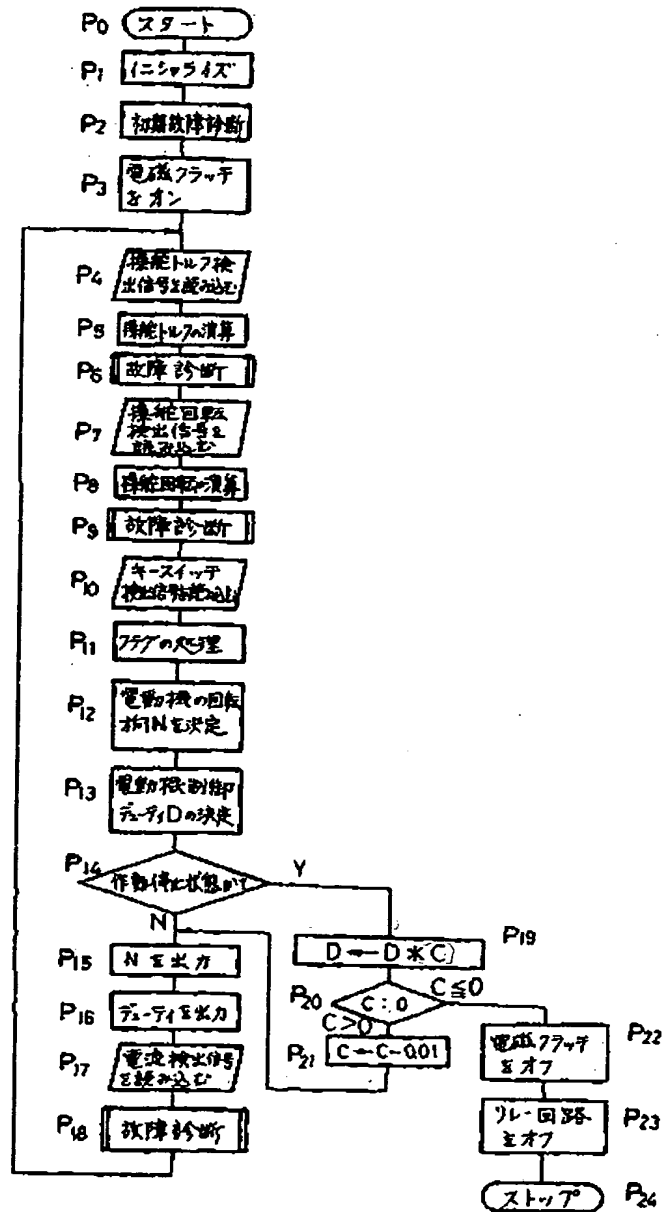 P0 スタート
P1 イニシャライズ
P2 初期故障診断
P3 電磁クラッチ
をオン
P4 操舵トルク検
出信号を読み込む
P5 操舵トルクの演算
P6 故障診断
P7 操舵回転
検出信号を
読み込む
P8 操舵回転の演算
P9 故障診断
P10 キースイッチ
検出信号を読み込む
P11 フラグの処理
P12 電動機の回転
方向Nを決定
P13 電動機制御
デューティDの決定
P14 作動停止状態か?
Y
N
P15 Nを出力
P16 デューティを出力
P17 電流検出信号
を読み込む
P18 故障診断
P19 D←D*(C)
P20 C:0
C≦0
C>0
P21 C←C-0.01
P22 電磁クラッチ
をオフ
P23 リレー回路
をオフ
P24 ストップ